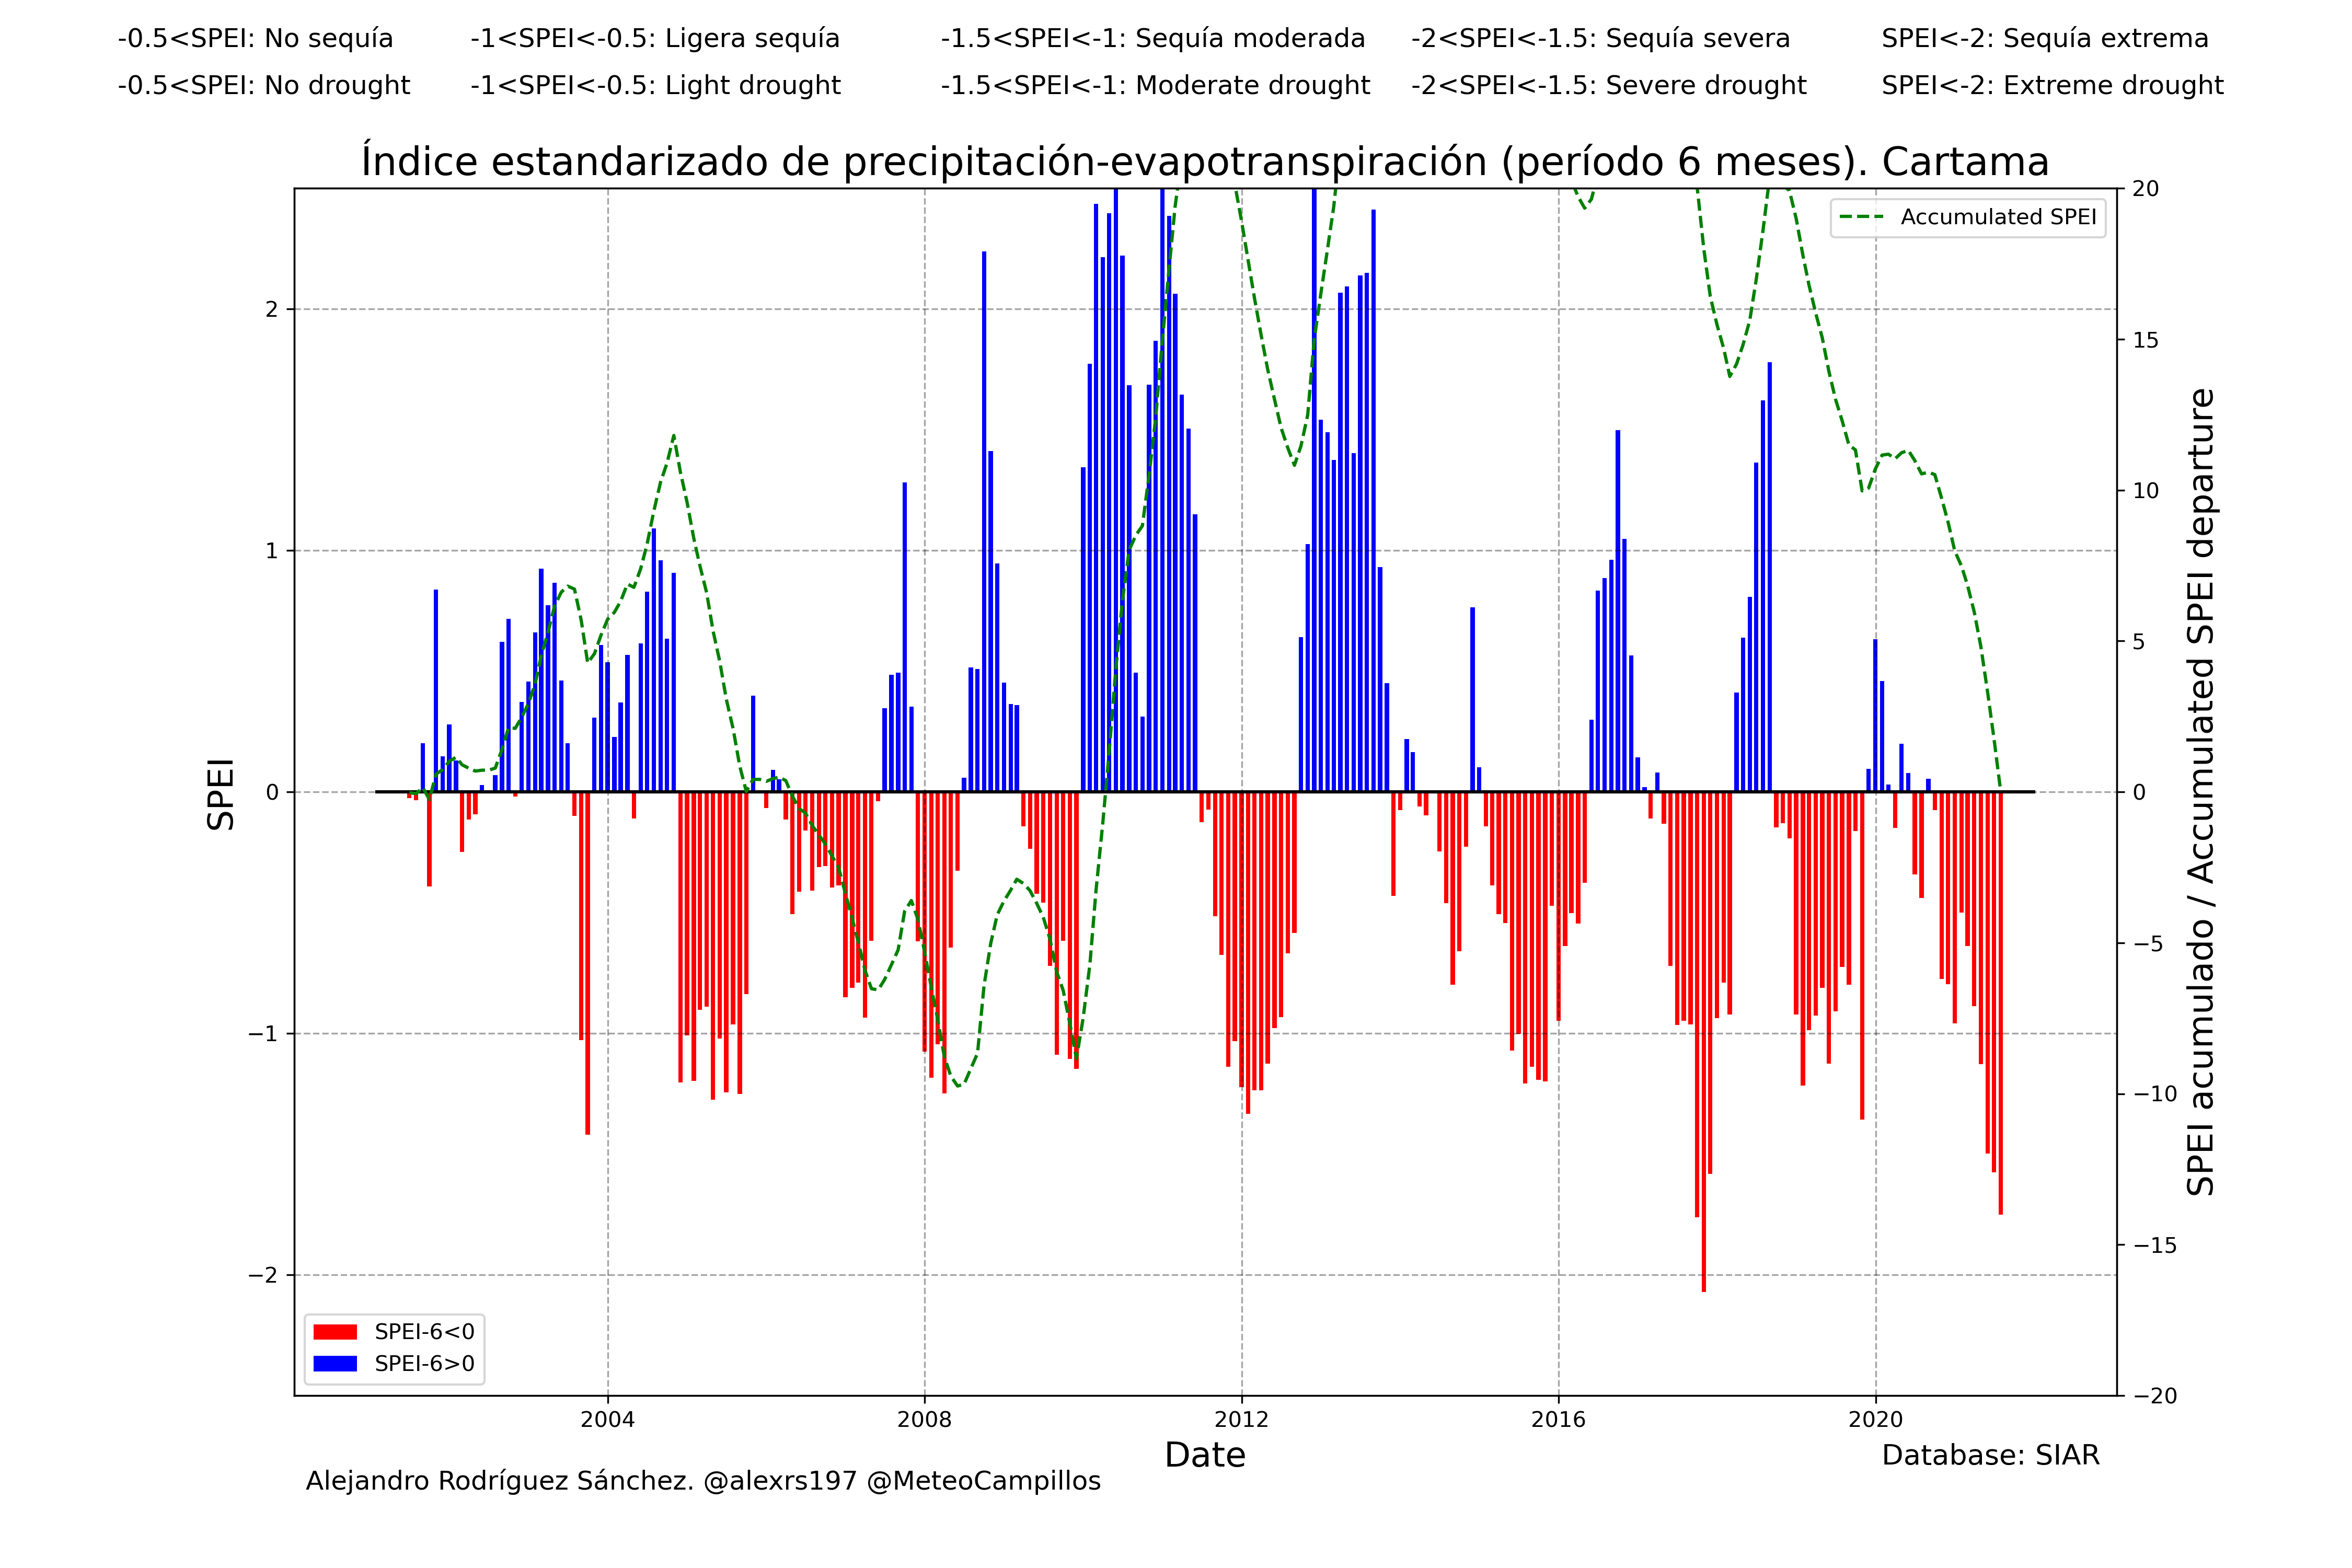 -0.5<SPEI: No sequía -1<SPEI<-0.5: Ligera sequía -1.5<SPEI<-1: Sequía moderada -2<SPEI<-1.5: Sequía severa SPEI<-2: Sequía extrema
-0.5<SPEI: No drought -1<SPEI<-0.5: Light drought -1.5<SPEI<-1: Moderate drought -2<SPEI<-1.5: Severe drought SPEI<-2: Extreme drought
Índice estandarizado de precipitación-evapotranspiración (período 6 meses). Cartama
Accumulated SPEI
SPEI
2
1
0
−1
−2
20
15
10
5
0
−5
−10
−15
−20
SPEI acumulado / Accumulated SPEI departure
SPEI-6<0
SPEI-6>0
2004 2008 2012 2016 2020
Date
Database: SIAR
Alejandro Rodríguez Sánchez. @alexrs197 @MeteoCampillos